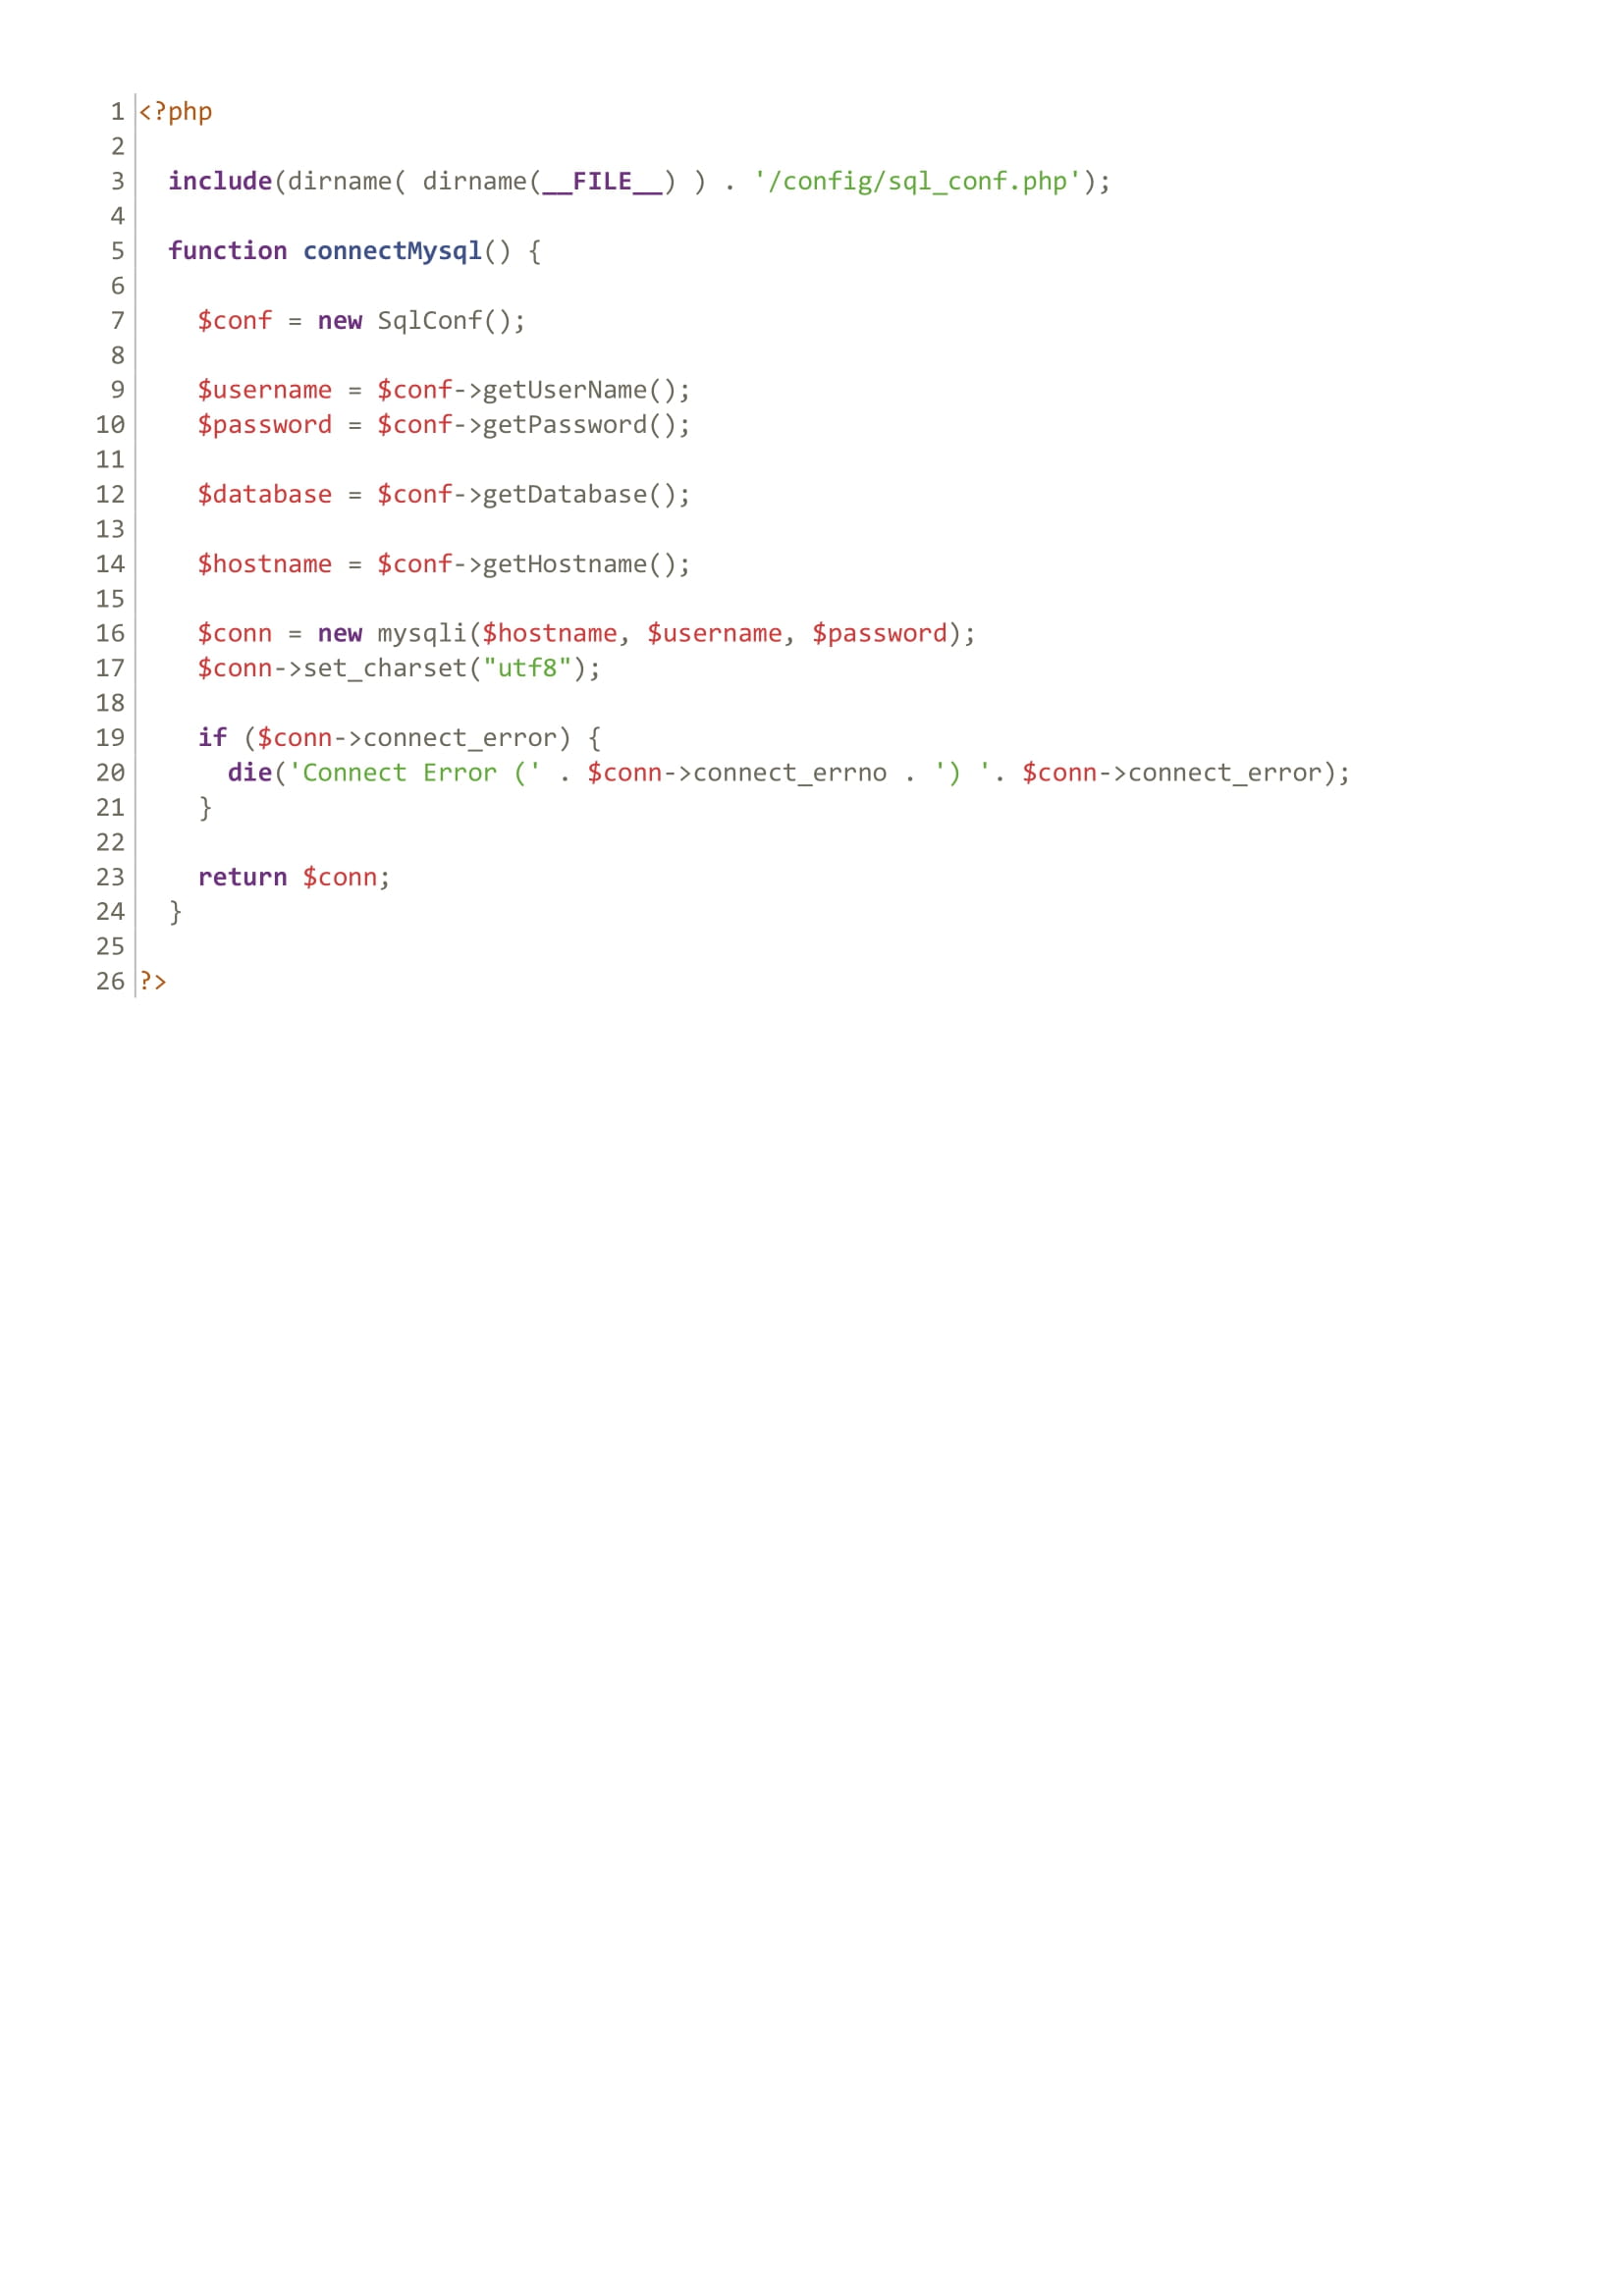 1 <?php
2
3 include(dirname( dirname(__FILE__) ) . '/config/sql_conf.php');
4
5 function connectMysql() {
6
7 $conf = new SqlConf();
8
9 $username = $conf->getUserName();
10 $password = $conf->getPassword();
11
12 $database = $conf->getDatabase();
13
14 $hostname = $conf->getHostname();
15
16 $conn = new mysqli($hostname, $username, $password);
17 $conn->set_charset("utf8");
18
19 if ($conn->connect_error) {
20 die('Connect Error (' . $conn->connect_errno . ') '. $conn->connect_error);
21 }
22
23 return $conn;
24 }
25
26 ?>